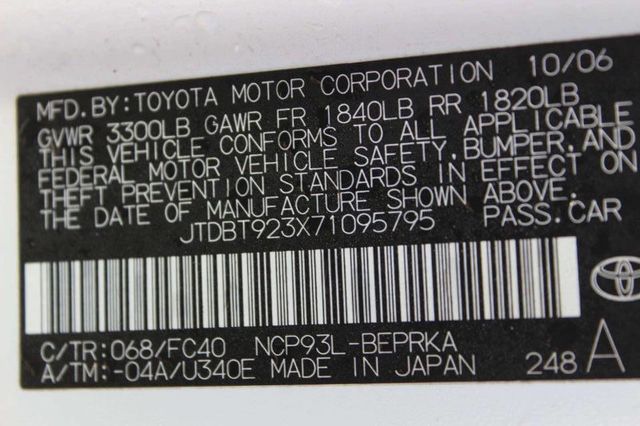 MFD. BY: TOYOTA MOTOR CORPORATION 10/06
GVWR 3300LB GAWR FR 1840LB RR 1820LB
THIS VEHICLE CONFORMS TO ALL APPLICABLE
FEDERAL MOTOR VEHICLE SAFETY, BUMPER, AND
THEFT PREVENTION STANDARDS IN EFFECT ON
THE DATE OF MANUFACTURE SHOWN ABOVE.
JTDBT923X71095795 PASS.CAR
C/TR:068/FC40 NCP93L-BEPRKA
A/TM:-04A/U340E MADE IN JAPAN 248 A